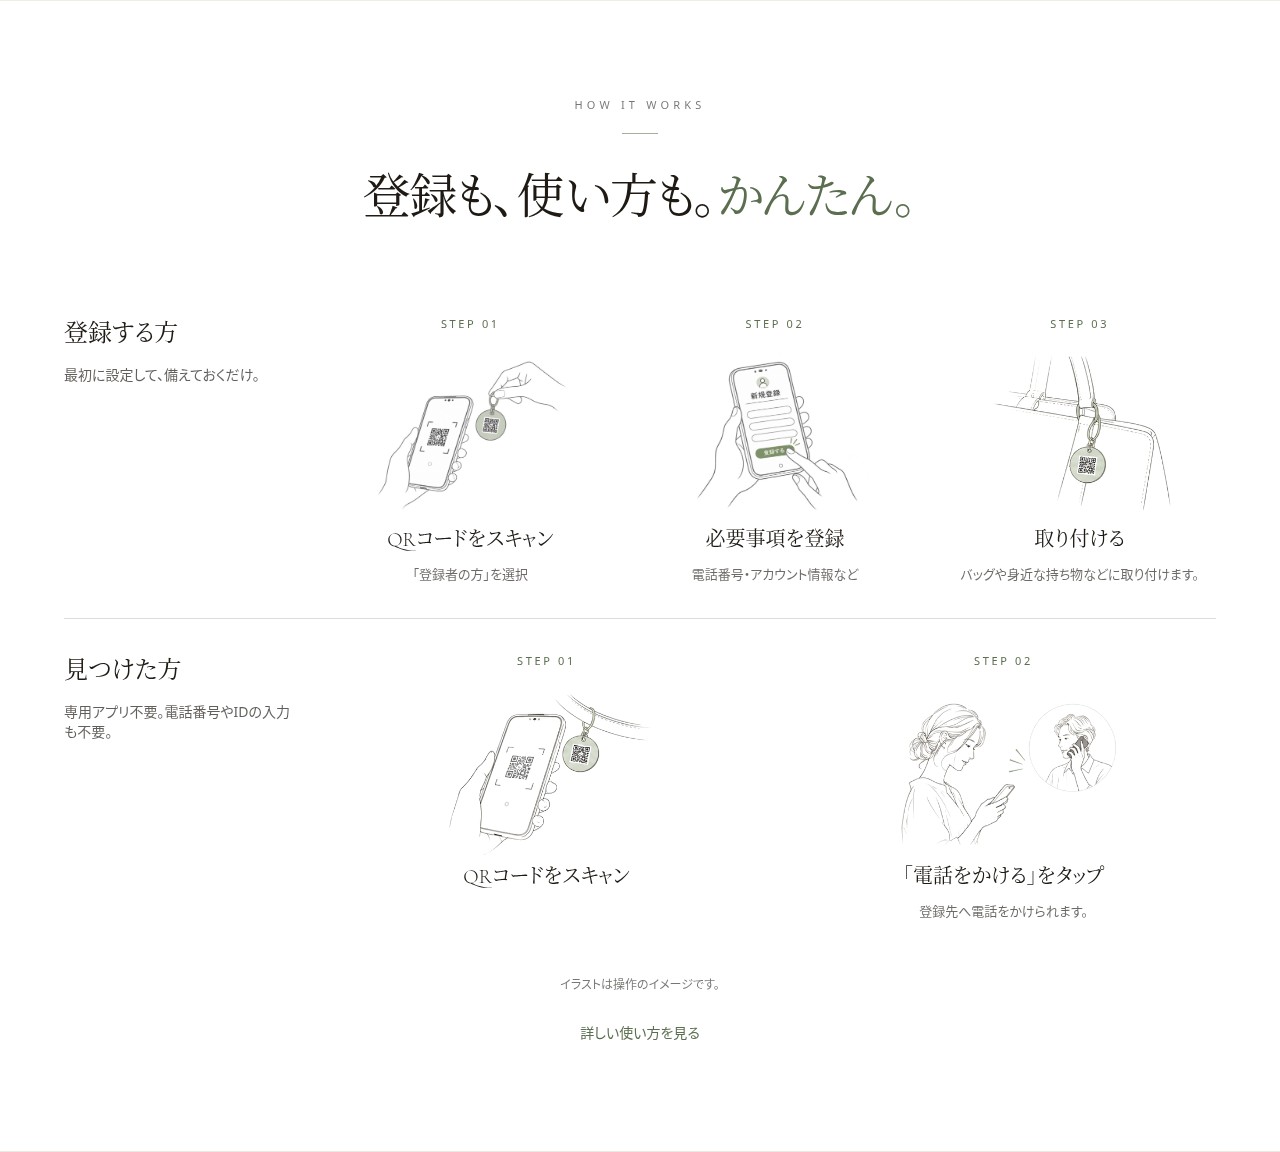 HOW IT WORKS
登録も、使い方も。かんたん。
登録する方
最初に設定して、備えておくだけ。
STEP 01
QRコードをスキャン
「登録者の方」を選択
STEP 02
新規登録
登録する
必要事項を登録
電話番号・アカウント情報など
STEP 03
取り付ける
バッグや身近な持ち物などに取り付けます。
見つけた方
専用アプリ不要。電話番号やIDの入力
も不要。
STEP 01
QRコードをスキャン
STEP 02
「電話をかける」をタップ
登録先へ電話をかけられます。
イラストは操作のイメージです。
詳しい使い方を見る